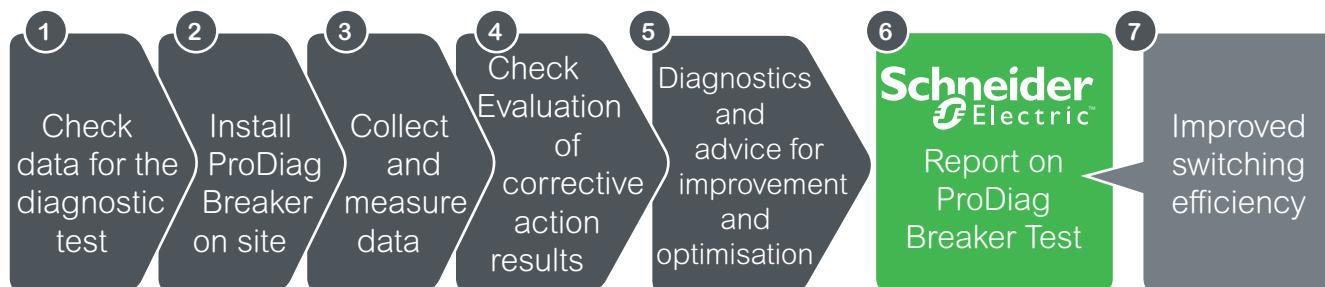 1
Check
data for the
diagnostic
test
2
Install
ProDiag
Breaker
on site
3
Collect
and
measure
data
4
Check
Evaluation
of
corrective
action
results
5
Diagnostics
and
advice for
improvement
and
optimisation
6
Schneider
Electric™
Report on
ProDiag
Breaker Test
7
Improved
switching
efficiency